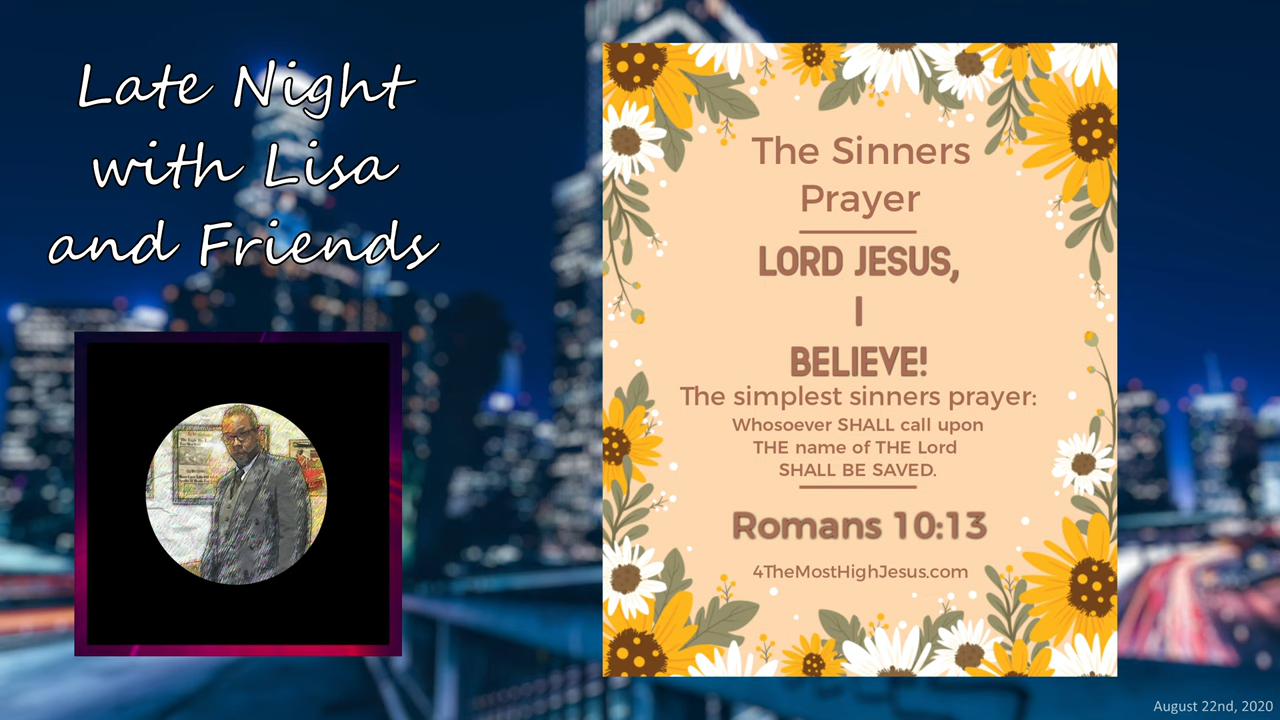 Late Night
with Lisa
and Friends
The Sinners
Prayer
LORD JESUS,
I
BELIEVE!
The simplest sinners prayer:
Whosoever SHALL call upon
THE name of THE Lord
SHALL BE SAVED.
Romans 10:13
4TheMostHighJesus.com
August 22nd, 2020